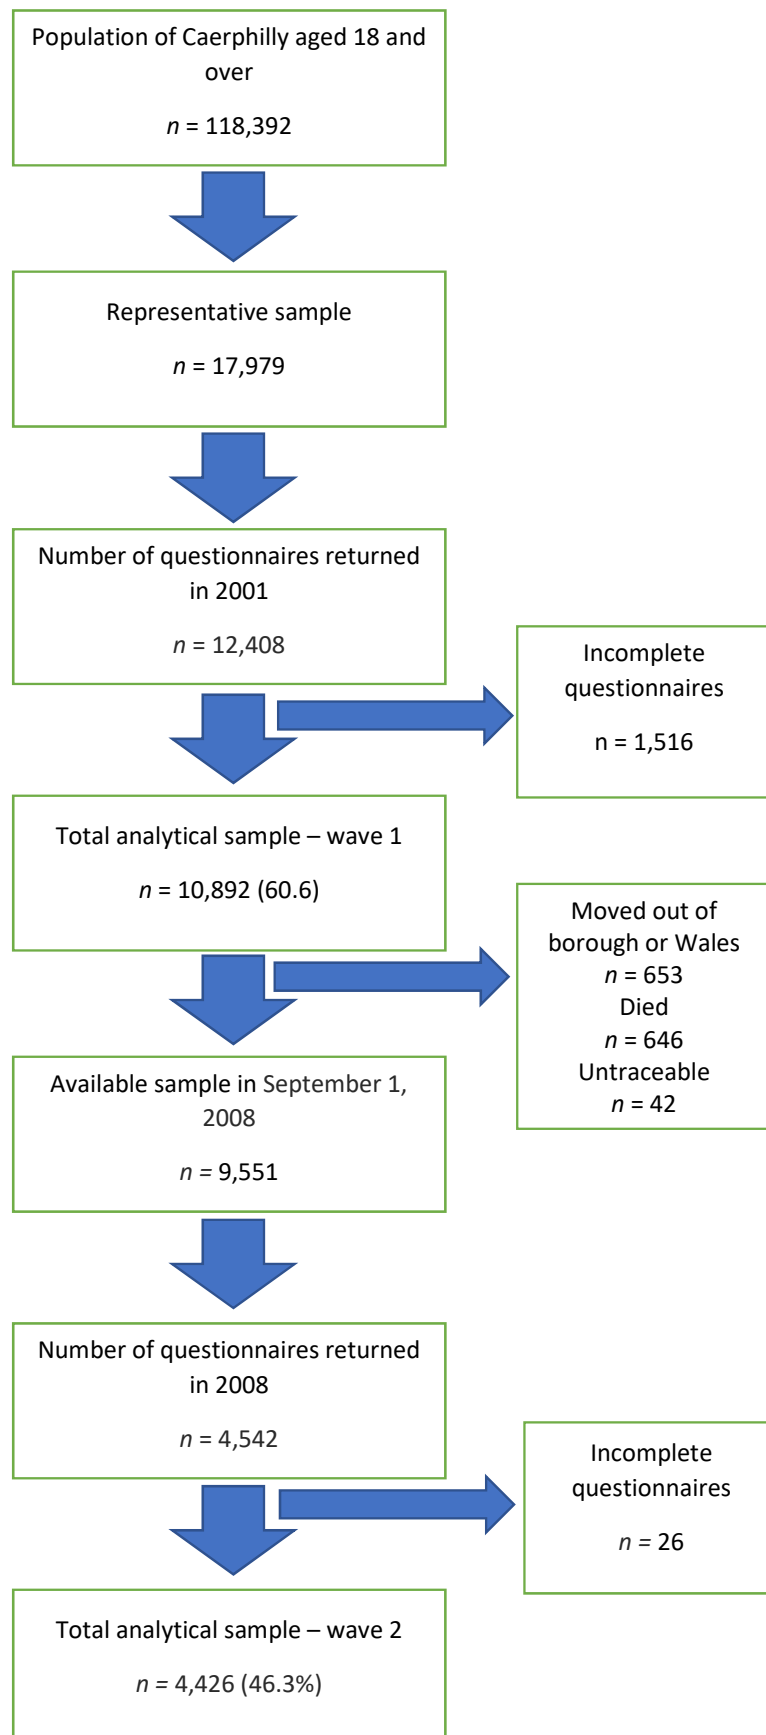 Population of Caerphilly aged 18 and
over
n = 118,392
Representative sample
n = 17,979
Number of questionnaires returned
in 2001
n = 12,408
Incomplete
questionnaires
n = 1,516
Total analytical sample – wave 1
n = 10,892 (60.6)
Moved out of
borough or Wales
n = 653
Died
n = 646
Untraceable
n = 42
Available sample in September 1,
2008
n = 9,551
Number of questionnaires returned
in 2008
n = 4,542
Incomplete
questionnaires
n = 26
Total analytical sample – wave 2
n = 4,426 (46.3%)